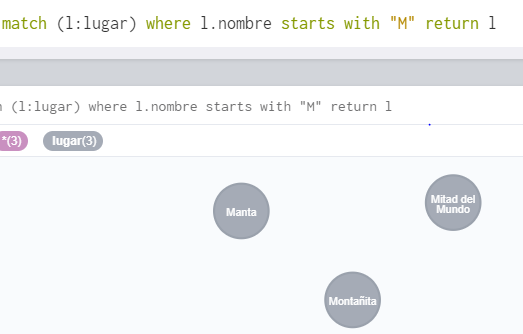 match (l:lugar) where l.nombre starts with "M" return l
(l:lugar) where l.nombre starts with "M" return l
*(3) lugar(3)
Manta
Mitad del
Mundo
Montañita